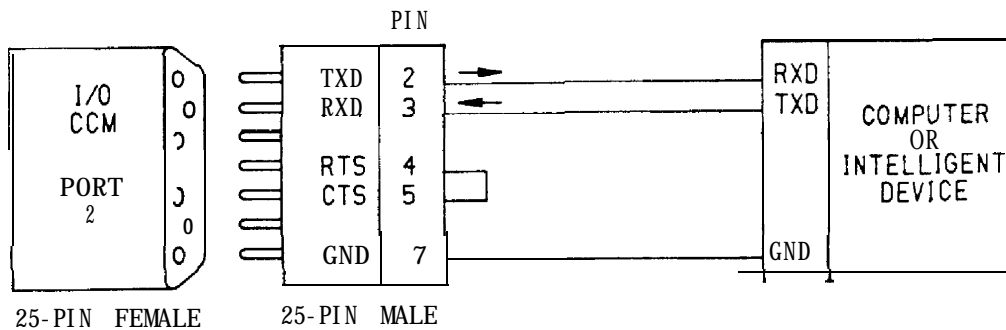 PIN
I/O
CCM
PORT
2
TXD 2
RXD 3
RTS 4
CTS 5
GND 7
RXD
TXD
GND
COMPUTER
OR
INTELLIGENT
DEVICE
25-PIN FEMALE
25-PIN MALE